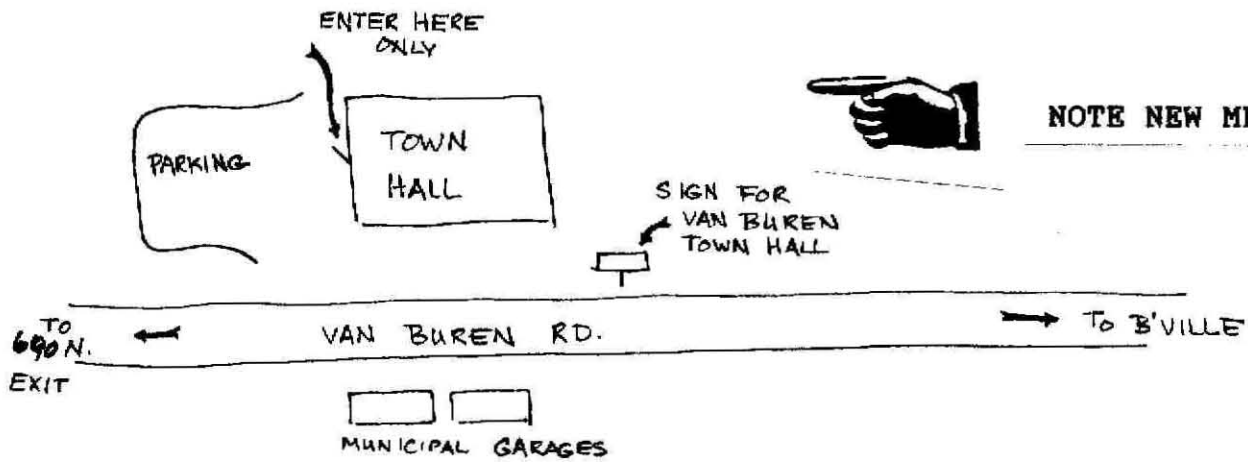 ENTER HERE
ONLY
PARKING
TOWN
HALL
NOTE NEW
SIGN FOR
VAN BUREN
TOWN HALL
TO
690 N.
EXIT
VAN BUREN RD.
TO B'VILLE
MUNICIPAL GARAGES